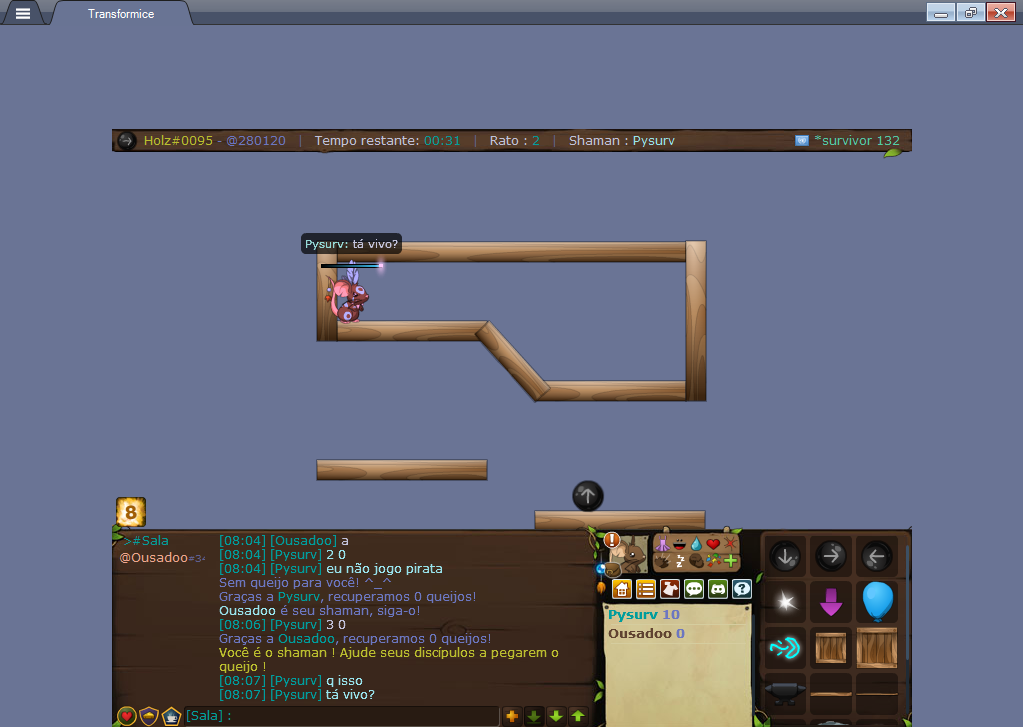 Transformice
Holz#0095 - @280120 | Tempo restante: 00:31 | Rato : 2 | Shaman : Pysurv *survivor 132
Pysurv: tá vivo?
8
>#Sala
@Ousadoo#34
[08:04] [Ousadoo] a
[08:04] [Pysurv] 2 0
[08:04] [Pysurv] eu não jogo pirata
Sem queijo para você! ^_^
Graças a Pysurv, recuperamos 0 queijos!
Ousadoo é seu shaman, siga-o!
[08:06] [Pysurv] 3 0
Graças a Ousadoo, recuperamos 0 queijos!
Você é o shaman ! Ajude seus discípulos a pegarem o
queijo !
[08:07] [Pysurv] q isso
[08:07] [Pysurv] tá vivo?
[Sala] :
Pysurv 10
Ousadoo 0